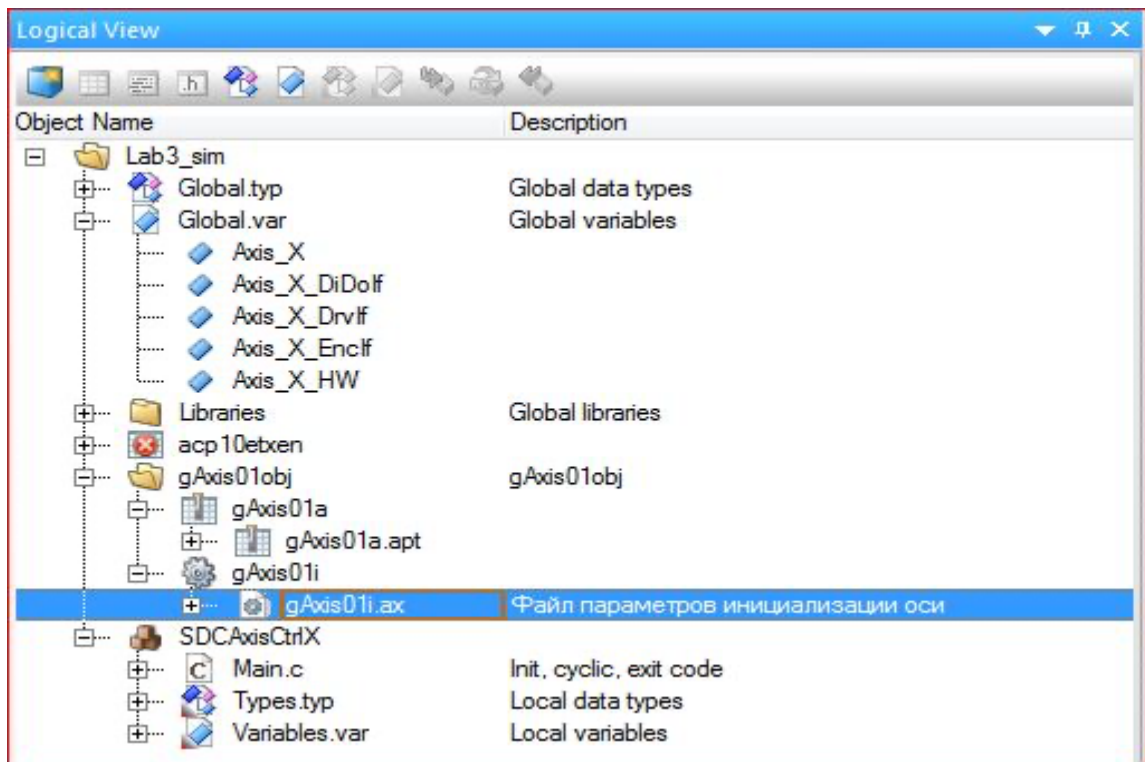 Logical View
.h
Object Name Description
Lab3_sim
Global.typ Global data types
Global.var Global variables
Axis_X
Axis_X_DiDoIf
Axis_X_DrvIf
Axis_X_EncIf
Axis_X_HW
Libraries Global libraries
acp10etxen
gAxis01obj gAxis01obj
gAxis01a
gAxis01a.apt
gAxis01i
gAxis01i.ax Файл параметров инициализации оси
SDCAxisCtrlX
C Main.c Init, cyclic, exit code
Types.typ Local data types
Variables.var Local variables